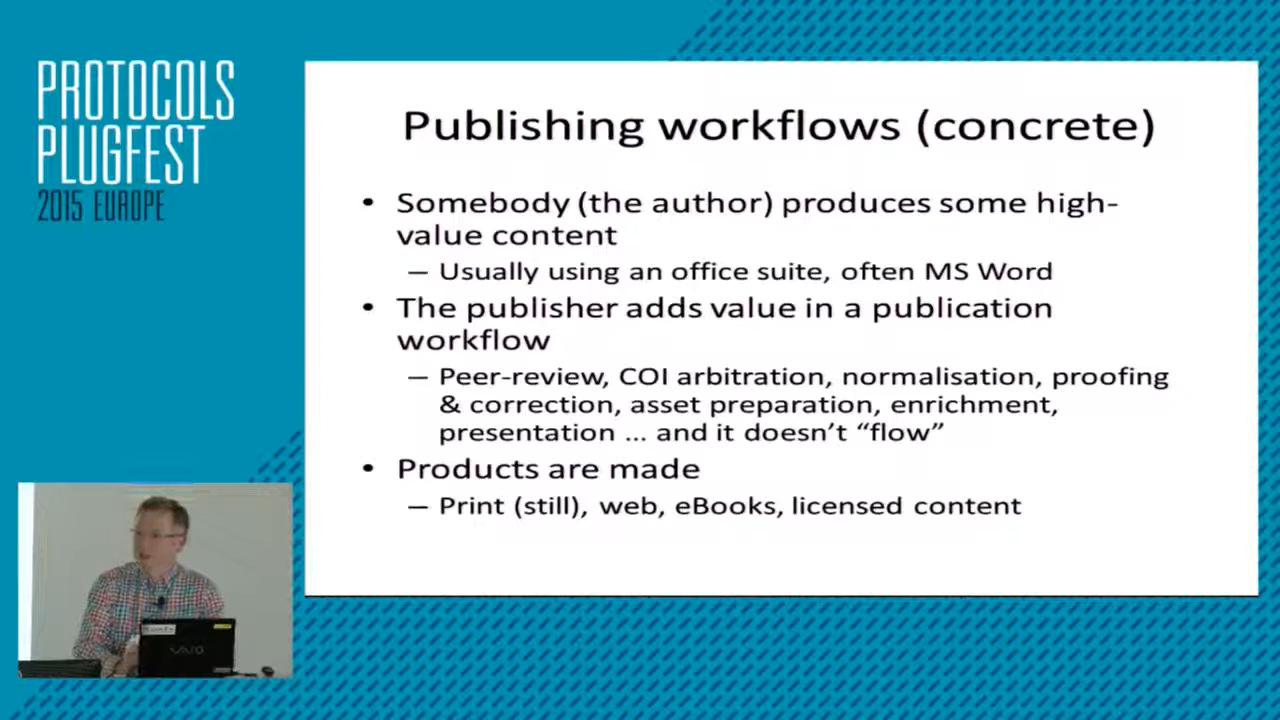 PROTOCOLS
PLUGFEST
2015 EUROPE
Publishing workflows (concrete)
• Somebody (the author) produces some high-
value content
– Usually using an office suite, often MS Word
• The publisher adds value in a publication
workflow
– Peer-review, COI arbitration, normalisation, proofing
& correction, asset preparation, enrichment,
presentation ... and it doesn’t “flow”
• Products are made
– Print (still), web, eBooks, licensed content
VAIO